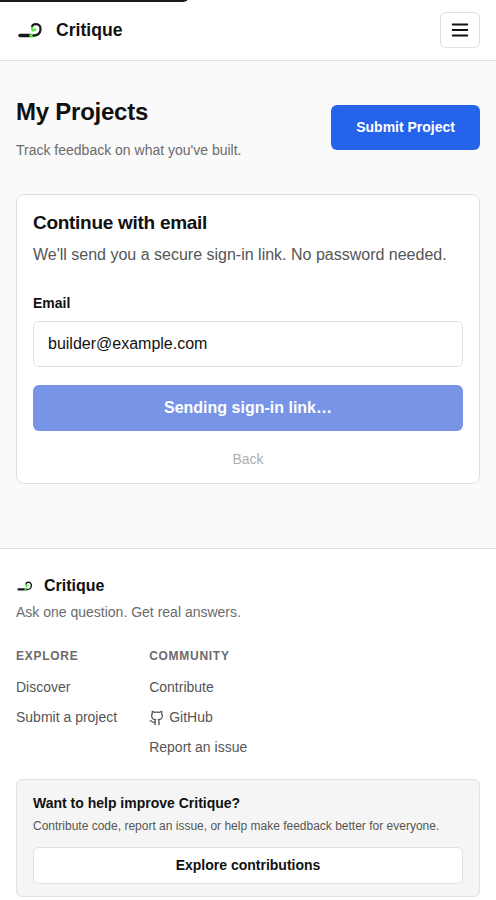 Critique
My Projects
Submit Project
Track feedback on what you've built.
Continue with email
We'll send you a secure sign-in link. No password needed.
Email
builder@example.com
Sending sign-in link…
Back
Critique
Ask one question. Get real answers.
EXPLORE
Discover
Submit a project
COMMUNITY
Contribute
GitHub
Report an issue
Want to help improve Critique?
Contribute code, report an issue, or help make feedback better for everyone.
Explore contributions